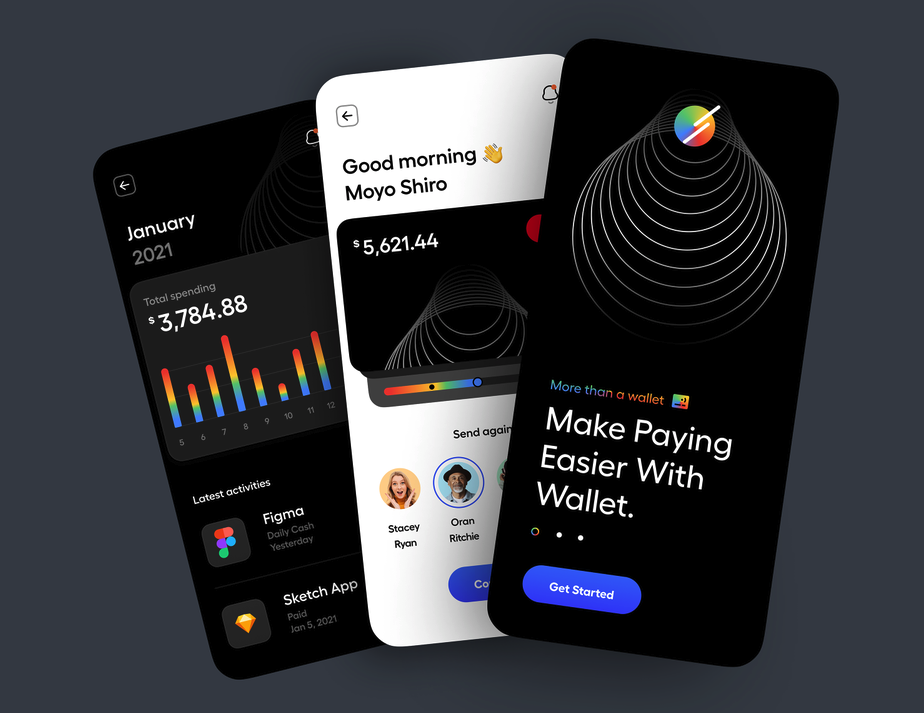 January
2021
Total spending
$ 3,784.88
5 6 7 8 9 10 11 12
Latest activities
Figma
Daily Cash
Yesterday
Sketch App
Paid
Jan 5, 2021
Good morning 👋
Moyo Shiro
$ 5,621.44
Send again
Stacey
Ryan
Oran
Ritchie
Co
More than a wallet
Make Paying
Easier With
Wallet.
Get Started